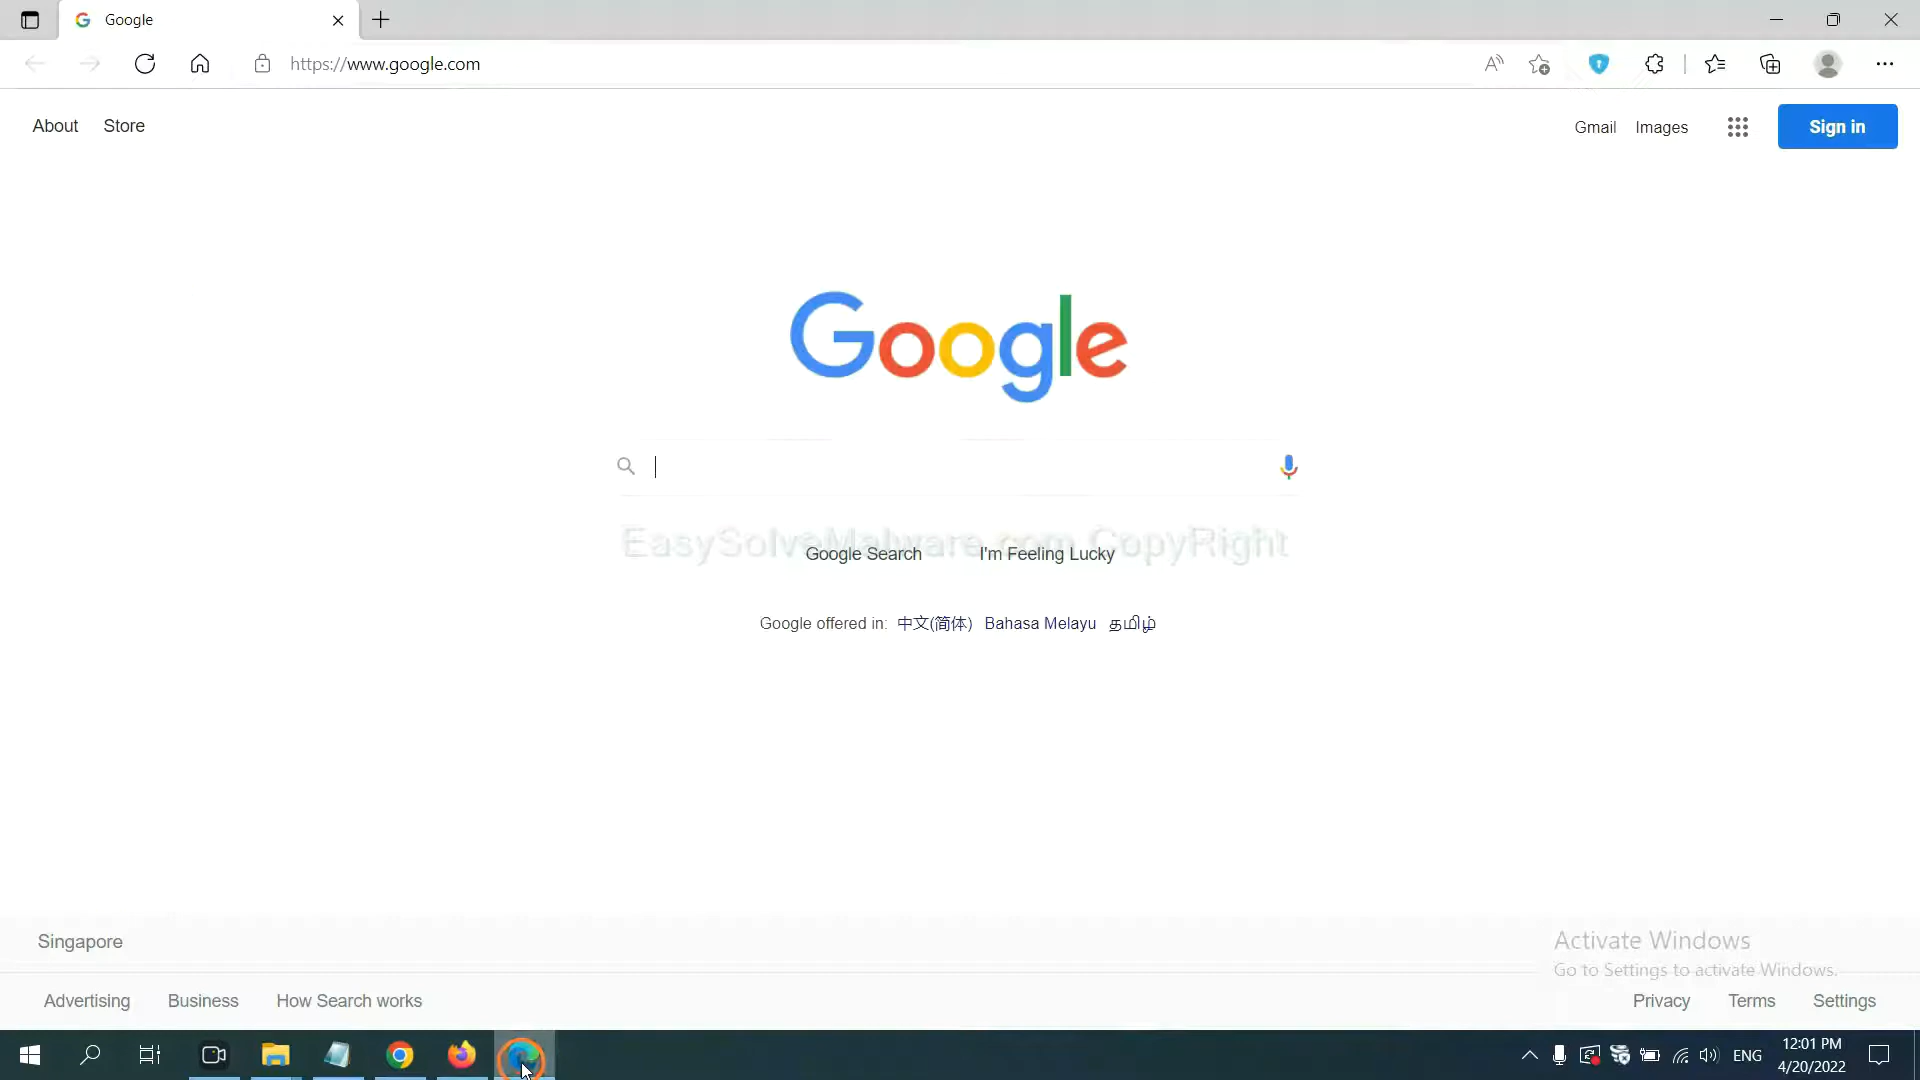 Google
https://www.google.com
About Store
Gmail Images Sign in
Google
EasySolveMalware.com CopyRight
Google Search I'm Feeling Lucky
Google offered in: 中文(简体) Bahasa Melayu தமிழ்
Singapore
Activate Windows
Go to Settings to activate Windows.
Advertising Business How Search works
Privacy Terms Settings
ENG
12:01 PM
4/20/2022